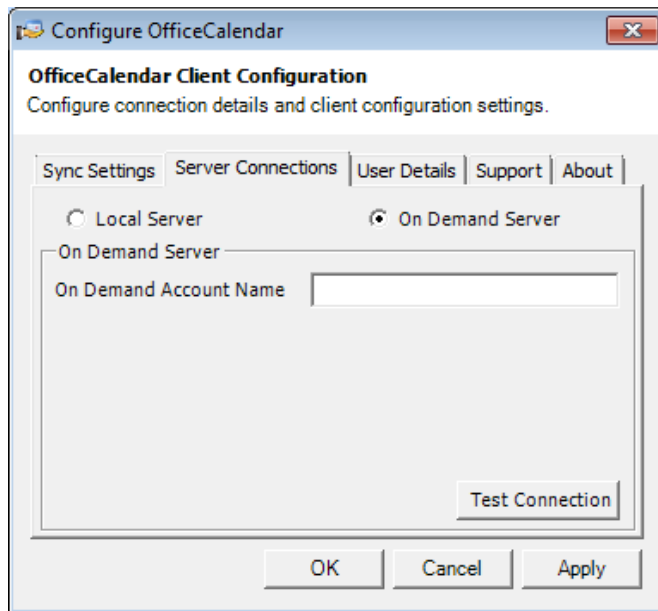 Configure OfficeCalendar
OfficeCalendar Client Configuration
Configure connection details and client configuration settings.
Sync Settings Server Connections User Details Support About
Local Server On Demand Server
On Demand Server
On Demand Account Name
Test Connection
OK Cancel Apply